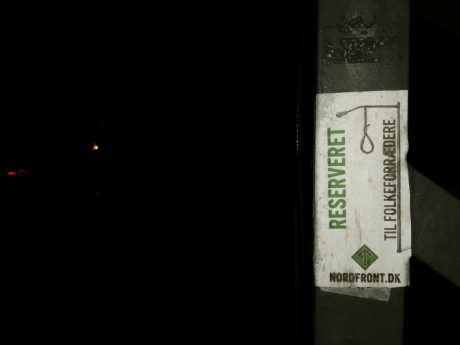 RESERVERET
TIL FOLKEFORRÆDERE
NORDFRONT.DK